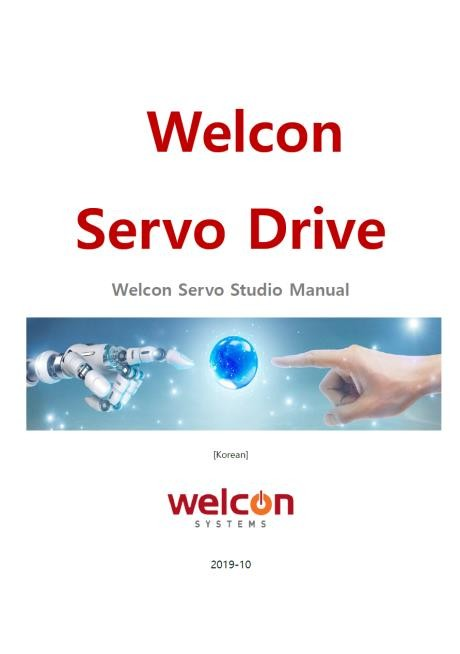 Welcon
Servo Drive
Welcon Servo Studio Manual
[Korean]
welcon
SYSTEMS
2019-10